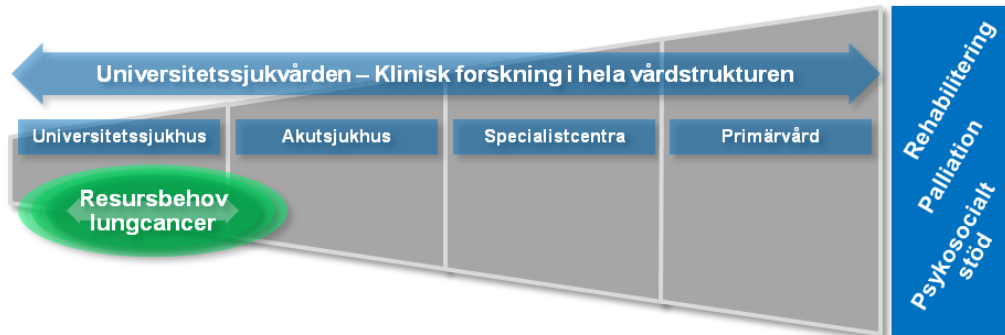 Universitetssjukvården – Klinisk forskning i hela vårdstrukturen
Universitetssjukhus
Akutsjukhus
Specialistcentra
Primärvård
Resursbehov
lungcancer
Rehabilitering
Palliation
Psykosocialt
stöd